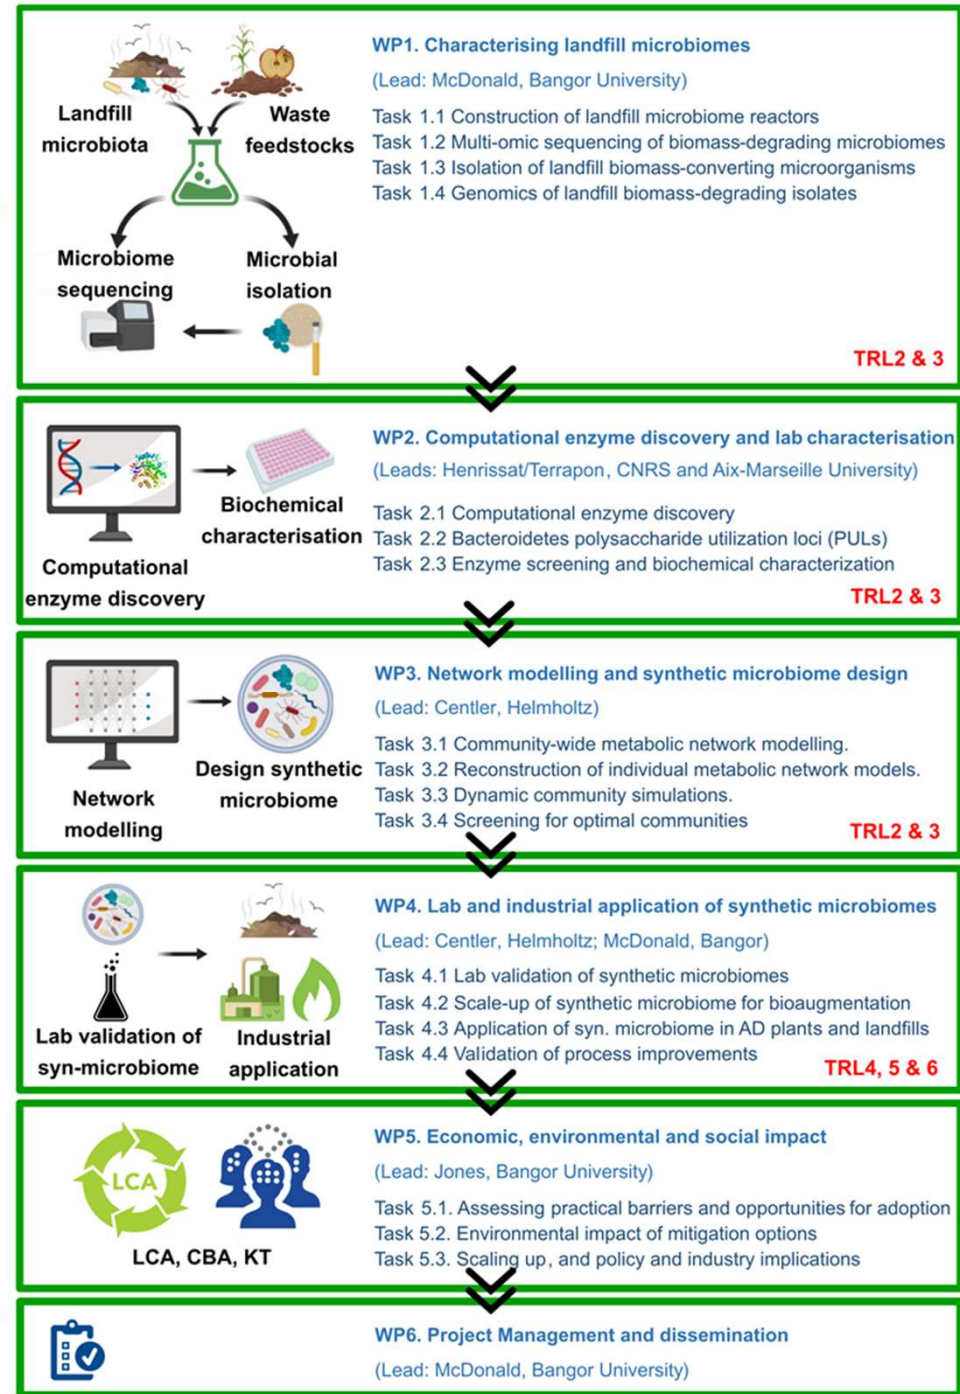 Landfill
microbiota
Waste
feedstocks
Microbiome
sequencing
Microbial
isolation
WP1. Characterising landfill microbiomes
(Lead: McDonald, Bangor University)
Task 1.1 Construction of landfill microbiome reactors
Task 1.2 Multi-omic sequencing of biomass-degrading microbiomes
Task 1.3 Isolation of landfill biomass-converting microorganisms
Task 1.4 Genomics of landfill biomass-degrading isolates
TRL2 & 3
Computational
enzyme discovery
Biochemical
characterisation
WP2. Computational enzyme discovery and lab characterisation
(Leads: Henrissat/Terrapon, CNRS and Aix-Marseille University)
Task 2.1 Computational enzyme discovery
Task 2.2 Bacteroidetes polysaccharide utilization loci (PULs)
Task 2.3 Enzyme screening and biochemical characterization
TRL2 & 3
Network
modelling
Design synthetic
microbiome
WP3. Network modelling and synthetic microbiome design
(Lead: Centler, Helmholtz)
Task 3.1 Community-wide metabolic network modelling.
Task 3.2 Reconstruction of individual metabolic network models.
Task 3.3 Dynamic community simulations.
Task 3.4 Screening for optimal communities
TRL2 & 3
Lab validation of
syn-microbiome
Industrial
application
WP4. Lab and industrial application of synthetic microbiomes
(Lead: Centler, Helmholtz; McDonald, Bangor)
Task 4.1 Lab validation of synthetic microbiomes
Task 4.2 Scale-up of synthetic microbiome for bioaugmentation
Task 4.3 Application of syn. microbiome in AD plants and landfills
Task 4.4 Validation of process improvements
TRL4, 5 & 6
LCA
LCA, CBA, KT
WP5. Economic, environmental and social impact
(Lead: Jones, Bangor University)
Task 5.1. Assessing practical barriers and opportunities for adoption
Task 5.2. Environmental impact of mitigation options
Task 5.3. Scaling up, and policy and industry implications
WP6. Project Management and dissemination
(Lead: McDonald, Bangor University)